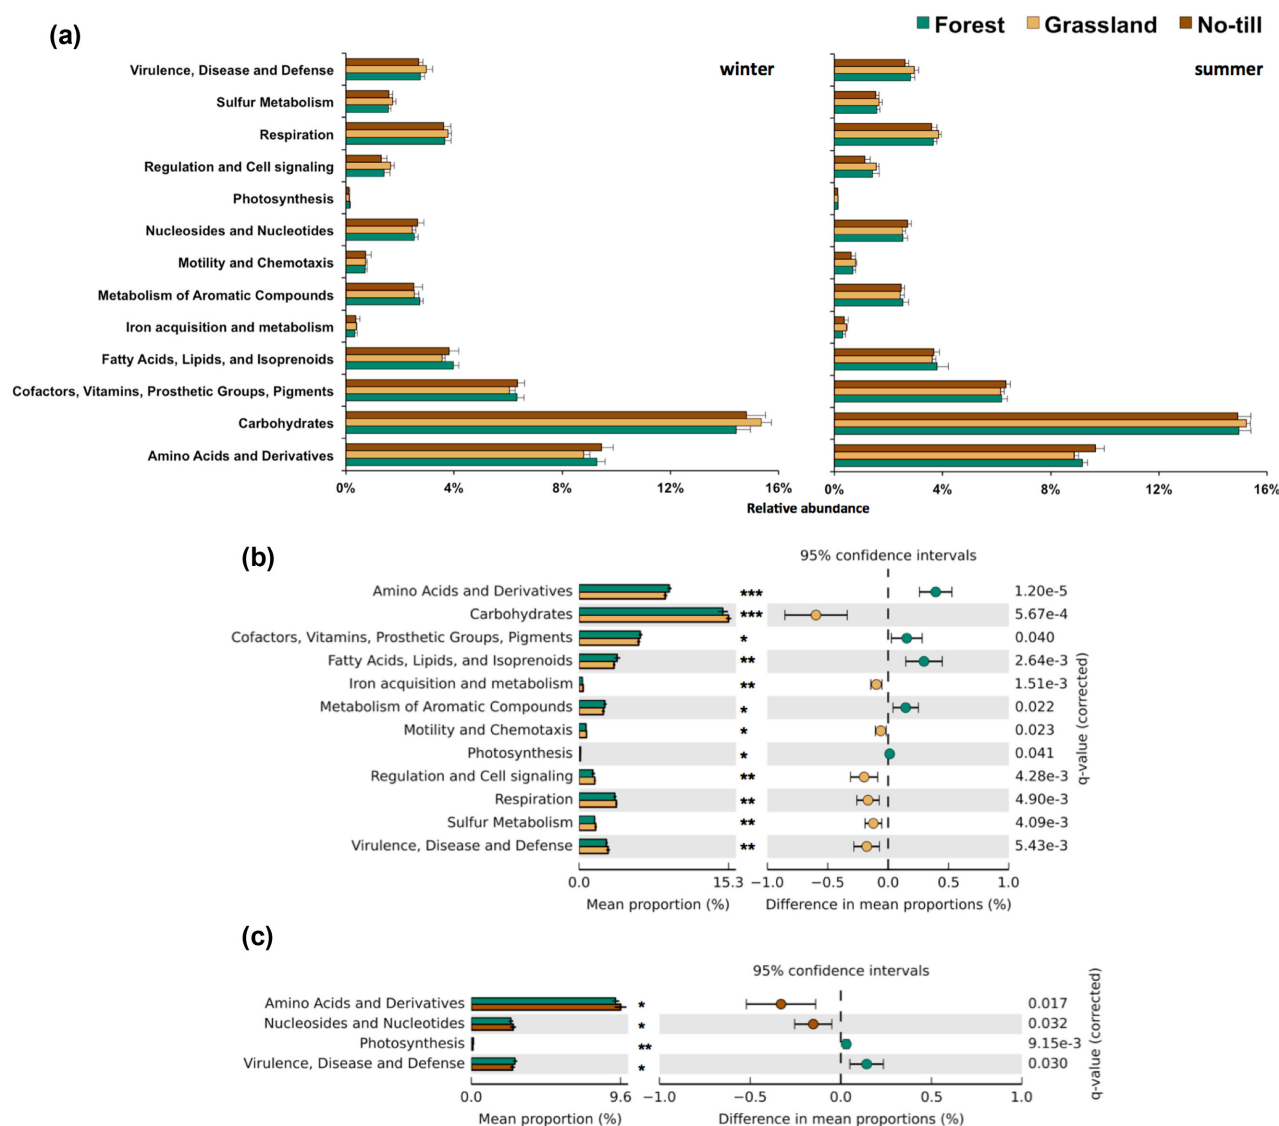 (a)
Forest Grassland No-till
winter
summer
Virulence, Disease and Defense
Sulfur Metabolism
Respiration
Regulation and Cell signaling
Photosynthesis
Nucleosides and Nucleotides
Motility and Chemotaxis
Metabolism of Aromatic Compounds
Iron acquisition and metabolism
Fatty Acids, Lipids, and Isoprenoids
Cofactors, Vitamins, Prosthetic Groups, Pigments
Carbohydrates
Amino Acids and Derivatives
0% 4% 8% 12% 16% 0% 4% 8% 12% 16%
Relative abundance
(b)
95% confidence intervals
Amino Acids and Derivatives *** 1.20e-5
Carbohydrates *** 5.67e-4
Cofactors, Vitamins, Prosthetic Groups, Pigments * 0.040
Fatty Acids, Lipids, and Isoprenoids ** 2.64e-3
Iron acquisition and metabolism ** 1.51e-3
Metabolism of Aromatic Compounds * 0.022
Motility and Chemotaxis * 0.023
Photosynthesis * 0.041
Regulation and Cell signaling ** 4.28e-3
Respiration ** 4.90e-3
Sulfur Metabolism ** 4.09e-3
Virulence, Disease and Defense ** 5.43e-3
q-value (corrected)
0.0 15.3 −1.0 −0.5 0.0 0.5 1.0
Mean proportion (%) Difference in mean proportions (%)
(c)
95% confidence intervals
Amino Acids and Derivatives * 0.017
Nucleosides and Nucleotides * 0.032
Photosynthesis ** 9.15e-3
Virulence, Disease and Defense * 0.030
q-value (corrected)
0.0 9.6 −1.0 −0.5 0.0 0.5 1.0
Mean proportion (%) Difference in mean proportions (%)